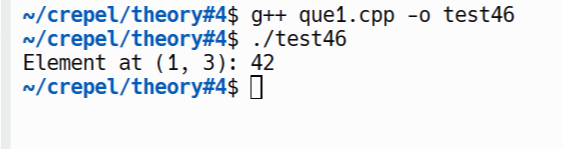 ~/crepel/theory#4$ g++ que1.cpp -o test46
~/crepel/theory#4$ ./test46
Element at (1, 3): 42
~/crepel/theory#4$